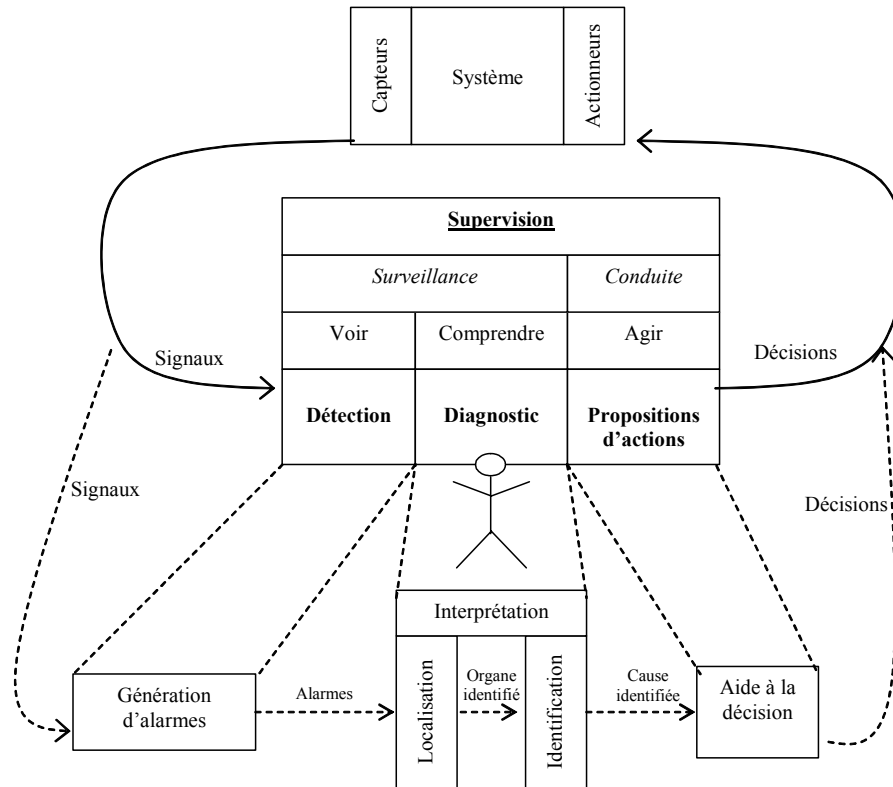 Capteurs
Système
Actionneurs
Supervision
Surveillance
Conduite
Voir
Comprendre
Agir
Signaux
Décisions
Détection
Diagnostic
Propositions
d'actions
Signaux
Décisions
Interprétation
Génération
d'alarmes
Alarmes
Localisation
Organe
identifié
Identification
Cause
identifiée
Aide à la
décision